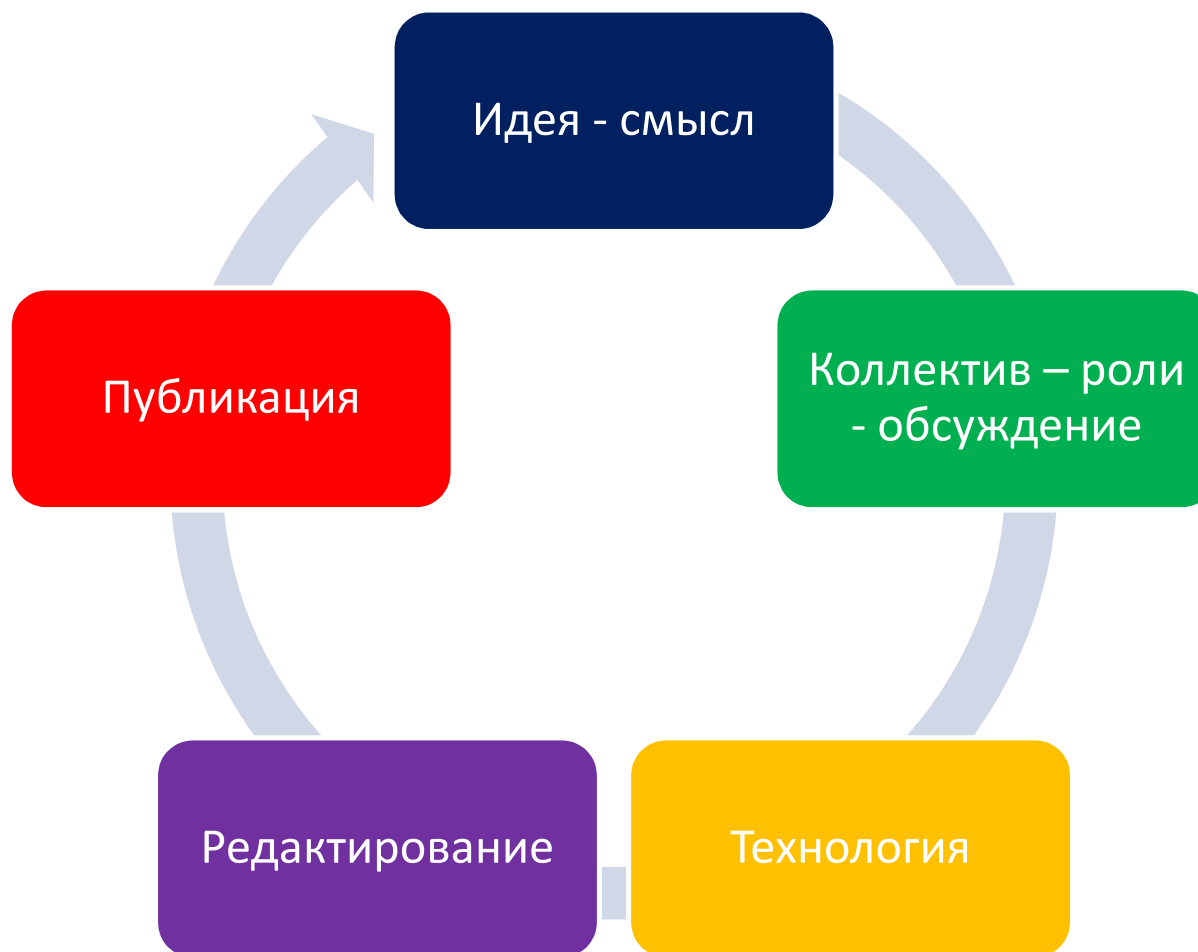 Идея - смысл
Коллектив – роли
- обсуждение
Технология
Редактирование
Публикация